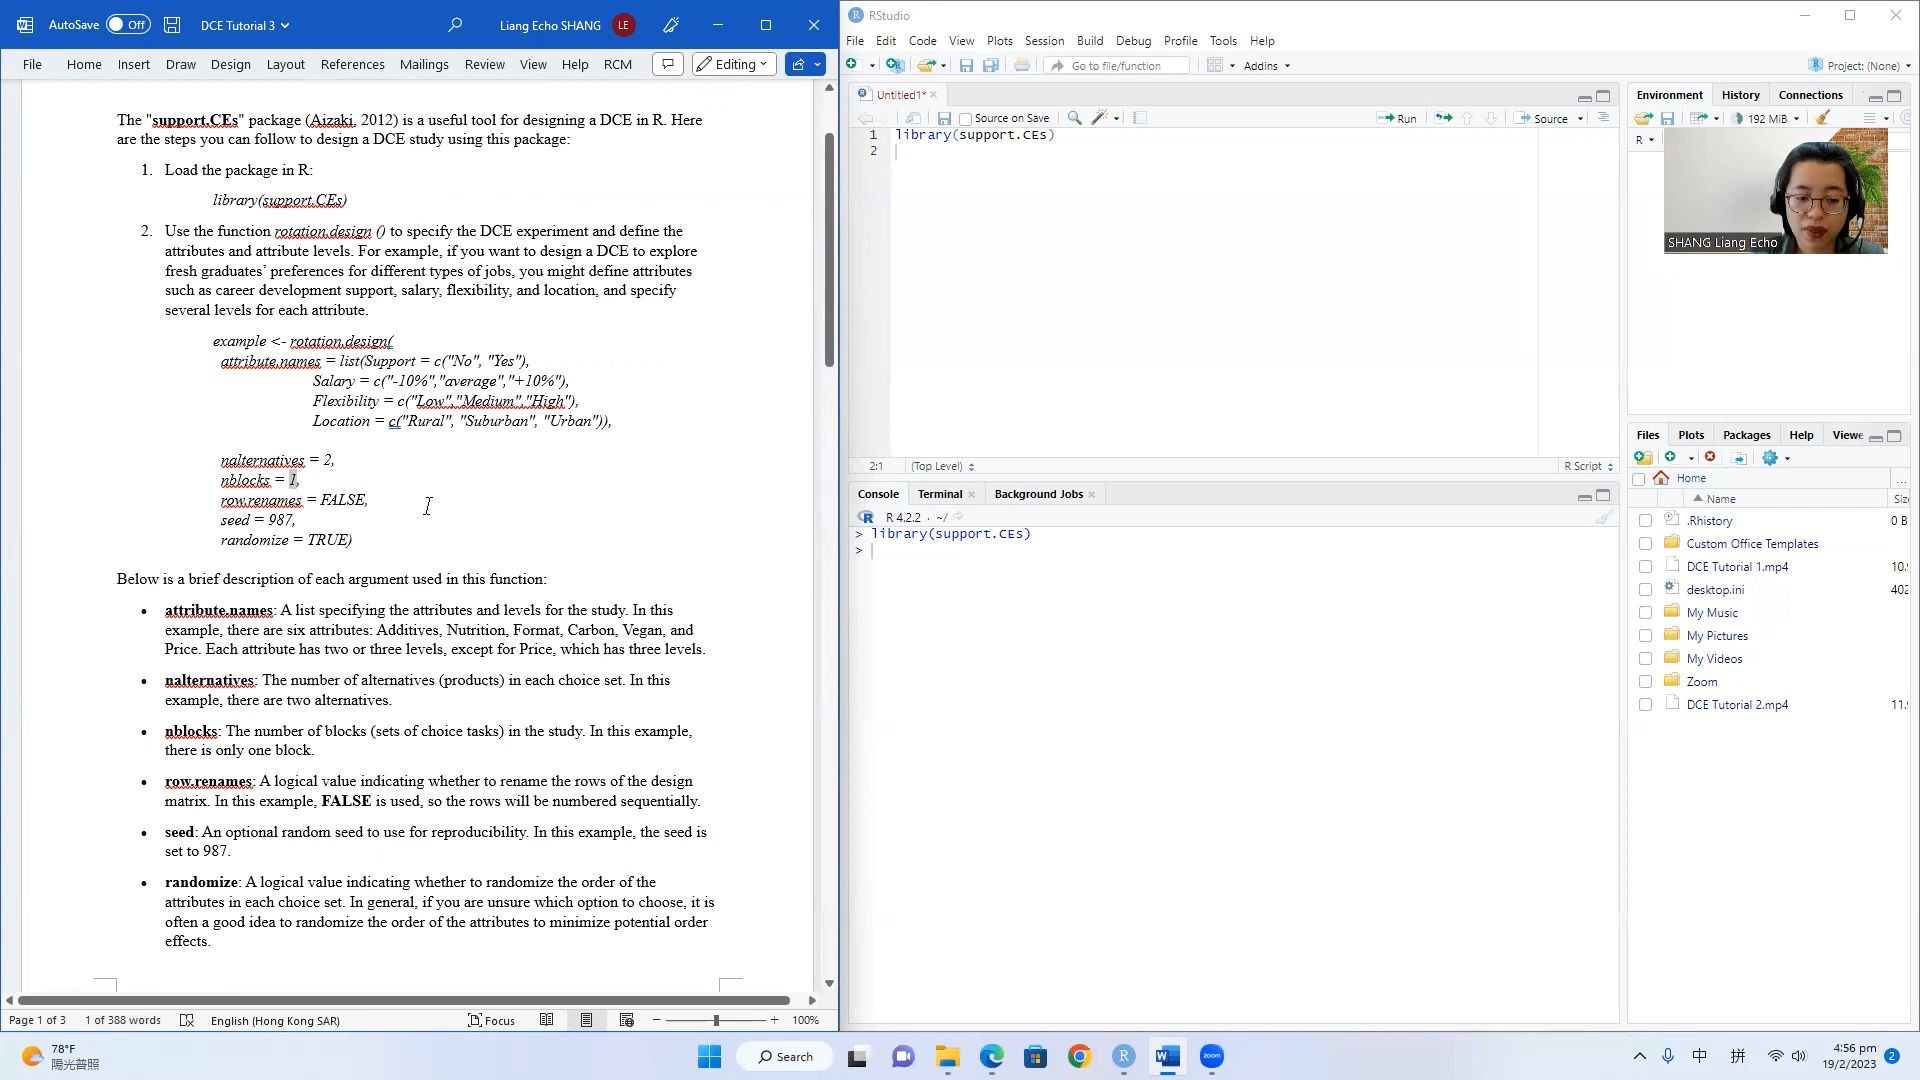 AutoSave Off DCE Tutorial 3 Liang Echo SHANG LE
File Home Insert Draw Design Layout References Mailings Review View Help RCM Editing
The "support.CEs" package (Aizaki, 2012) is a useful tool for designing a DCE in R. Here
are the steps you can follow to design a DCE study using this package:
1. Load the package in R:
library(support.CEs)
2. Use the function rotation.design () to specify the DCE experiment and define the
attributes and attribute levels. For example, if you want to design a DCE to explore
fresh graduates' preferences for different types of jobs, you might define attributes
such as career development support, salary, flexibility, and location, and specify
several levels for each attribute.
example <- rotation.design(
attribute.names = list(Support = c("No", "Yes"),
Salary = c("-10%","average","+10%"),
Flexibility = c("Low","Medium","High"),
Location = c("Rural", "Suburban", "Urban")),
nalternatives = 2,
nblocks = 1,
row.renames = FALSE,
seed = 987,
randomize = TRUE)
Below is a brief description of each argument used in this function:
• attribute.names: A list specifying the attributes and levels for the study. In this
example, there are six attributes: Additives, Nutrition, Format, Carbon, Vegan, and
Price. Each attribute has two or three levels, except for Price, which has three levels.
• nalternatives: The number of alternatives (products) in each choice set. In this
example, there are two alternatives.
• nblocks: The number of blocks (sets of choice tasks) in the study. In this example,
there is only one block.
• row.renames: A logical value indicating whether to rename the rows of the design
matrix. In this example, FALSE is used, so the rows will be numbered sequentially.
• seed: An optional random seed to use for reproducibility. In this example, the seed is
set to 987.
• randomize: A logical value indicating whether to randomize the order of the
attributes in each choice set. In general, if you are unsure which option to choose, it is
often a good idea to randomize the order of the attributes to minimize potential order
effects.
Page 1 of 3 1 of 388 words English (Hong Kong SAR) Focus 100%
RStudio
File Edit Code View Plots Session Build Debug Profile Tools Help
Go to file/function Addins Project: (None)
Untitled1*
Source on Save Run Source
1 library(support.CEs)
2
2:1 (Top Level) R Script
Console Terminal Background Jobs
R 4.2.2 · ~/
> library(support.CEs)
>
Environment History Connections
192 MiB
R
SHANG Liang Echo
Files Plots Packages Help Viewe
Home
Name Siz
.Rhistory 0 B
Custom Office Templates
DCE Tutorial 1.mp4 10.
desktop.ini 402
My Music
My Pictures
My Videos
Zoom
DCE Tutorial 2.mp4 11.
78°F
陽光普照
Search
zoom
中 拼
4:56 pm
19/2/2023
2